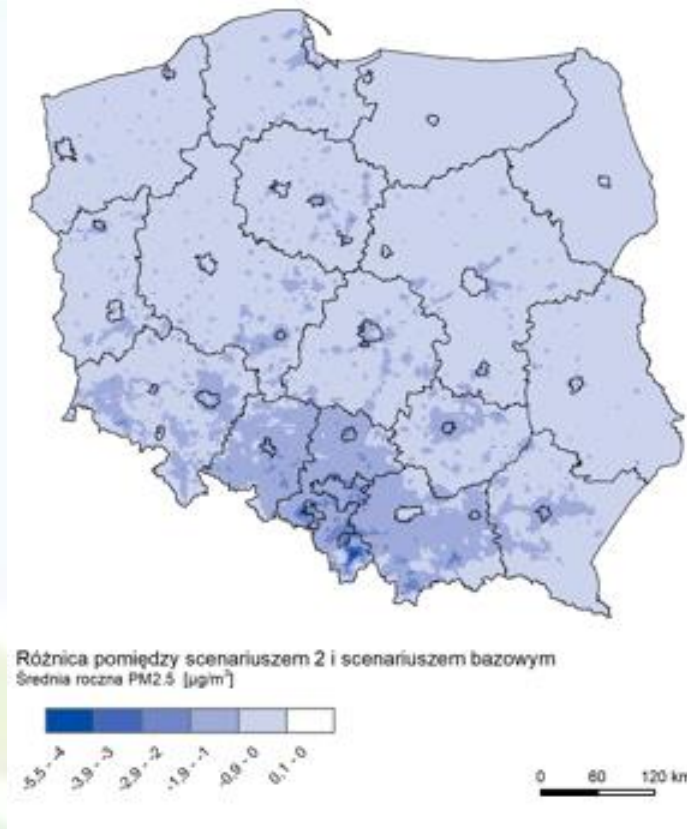 Różnica pomiędzy scenariuszem 2 i scenariuszem bazowym
Średnia roczna PM2.5 [µg/m³]
-5,5 - -4
-3,9 - -3
-2,9 - -2
-1,9 - -1
-0,9 - 0
0,1 - 0
0 60 120 km